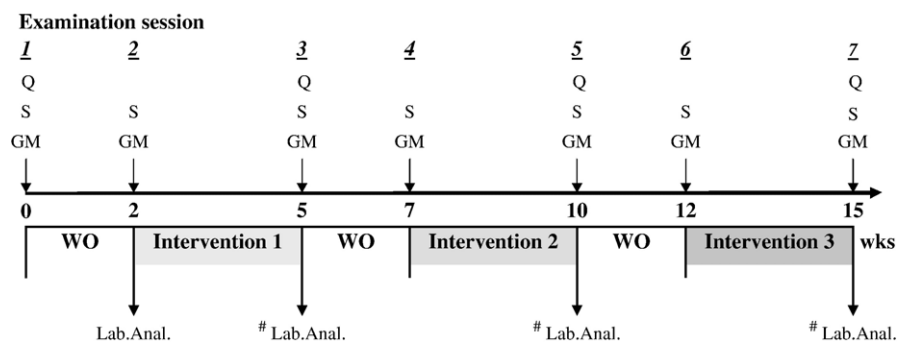 Examination session
1 2 3 4 5 6 7
Q Q Q Q
S S S S S S S
GM GM GM GM GM GM GM
0 2 5 7 10 12 15
WO Intervention 1 WO Intervention 2 WO Intervention 3 wks
Lab.Anal. # Lab.Anal. # Lab.Anal. # Lab.Anal.